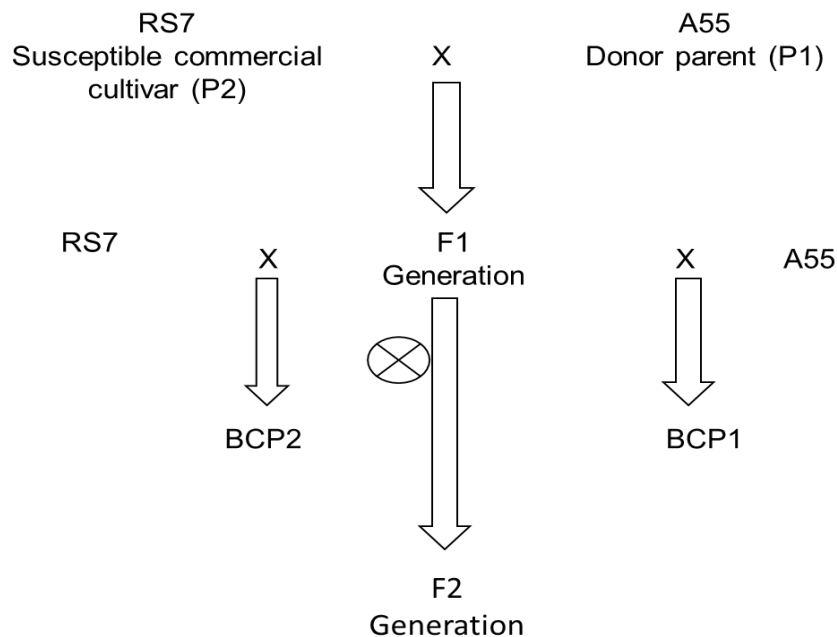 RS7
Susceptible commercial
cultivar (P2)
X
A55
Donor parent (P1)
RS7
X
F1
Generation
X
A55
BCP2
BCP1
F2
Generation